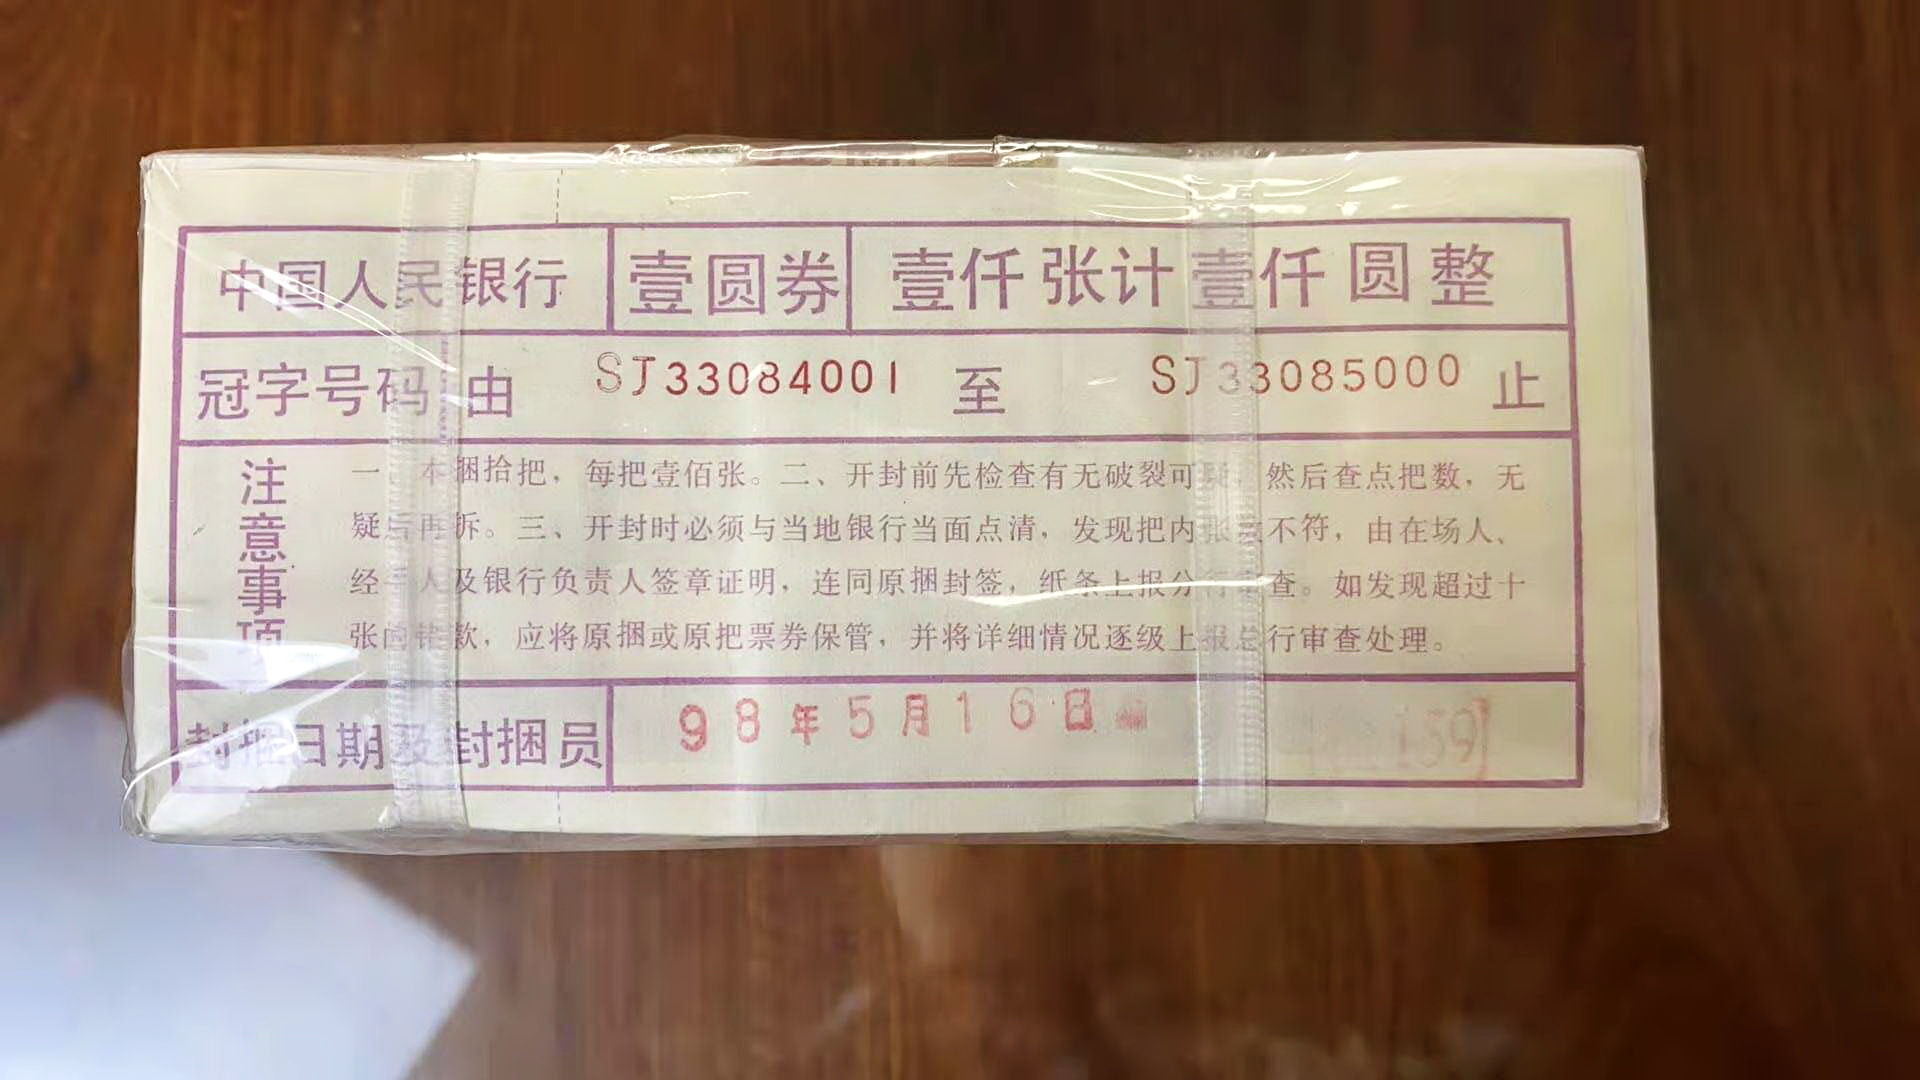 中国人民银行 壹圆券 壹仟张计壹仟圆整
冠字号码 由 SJ33084001 至 SJ33085000 止
注意事项
一 本捆拾把，每把壹佰张。二、开封前先检查有无破裂可疑，然后查点把数，无
疑后再拆。三、开封时必须与当地银行当面点清，发现把内张 不符，由在场人、
经手人及银行负责人签章证明，连同原捆封签，纸条上报分行审查。如发现超过十
张的 款，应将原捆或原把票券保管，并将详细情况逐级上报总行审查处理。
封捆日期及封捆员 98年5月16日 159